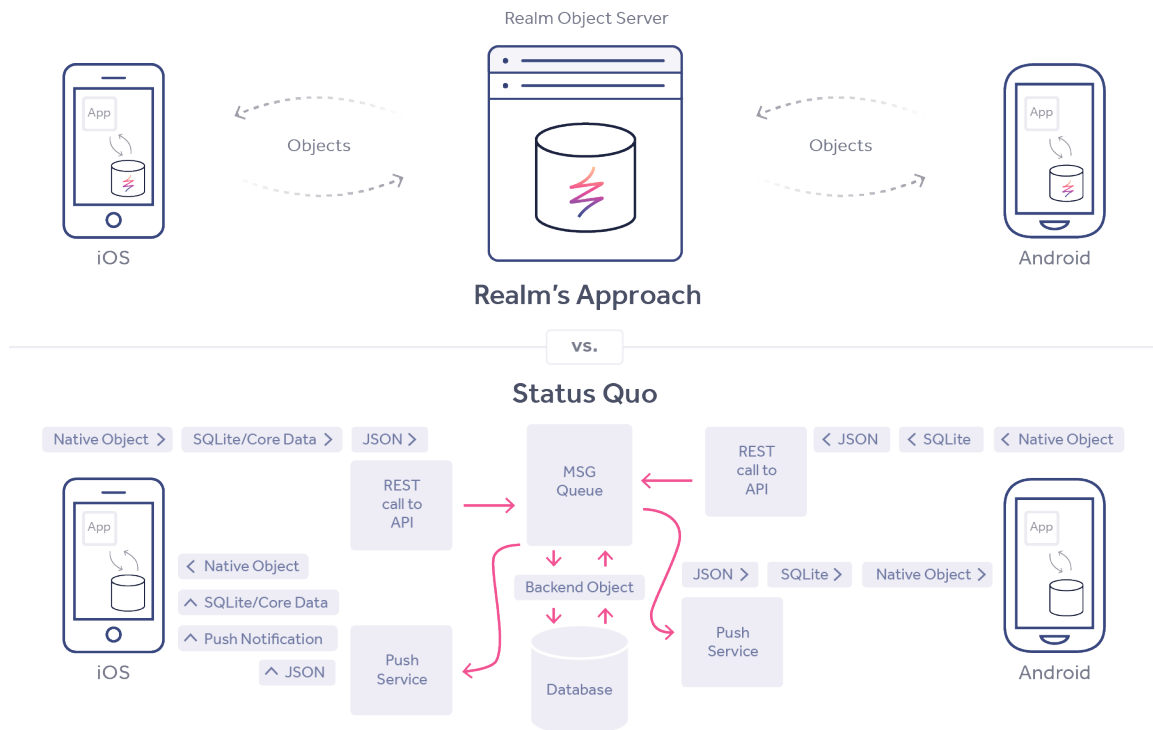 Realm Object Server
App
Objects
Objects
App
iOS
Android
Realm's Approach
vs.
Status Quo
Native Object
SQLite/Core Data
JSON
REST
call to
API
MSG
Queue
REST
call to
API
JSON
SQLite
Native Object
App
App
Native Object
SQLite/Core Data
Push Notification
JSON
Push
Service
Backend Object
Database
JSON
SQLite
Native Object
Push
Service
iOS
Android